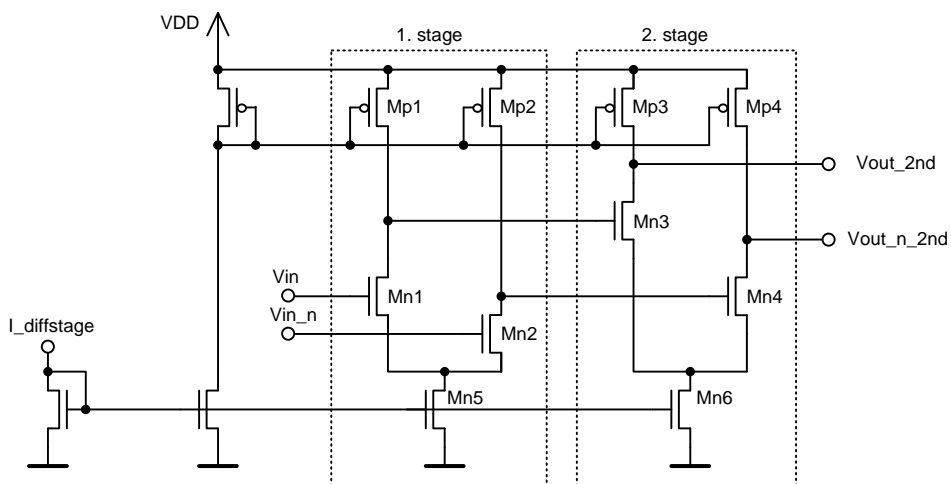 VDD
1. stage
2. stage
Mp1
Mp2
Mp3
Mp4
Vout_2nd
Mn3
Vout_n_2nd
Vin
Mn1
Mn4
Vin_n
Mn2
I_diffstage
Mn5
Mn6